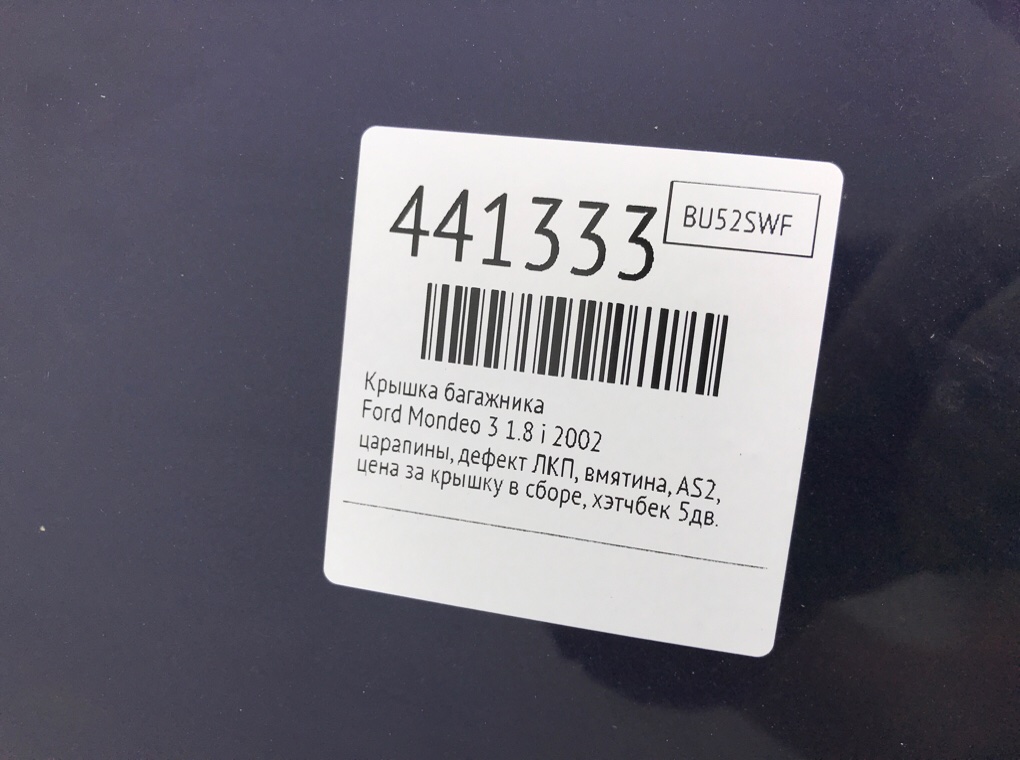 441333
BU52SWF
Крышка багажника
Ford Mondeo 3 1.8 i 2002
царапины, дефект ЛКП, вмятина, AS2,
цена за крышку в сборе, хэтчбек 5дв.